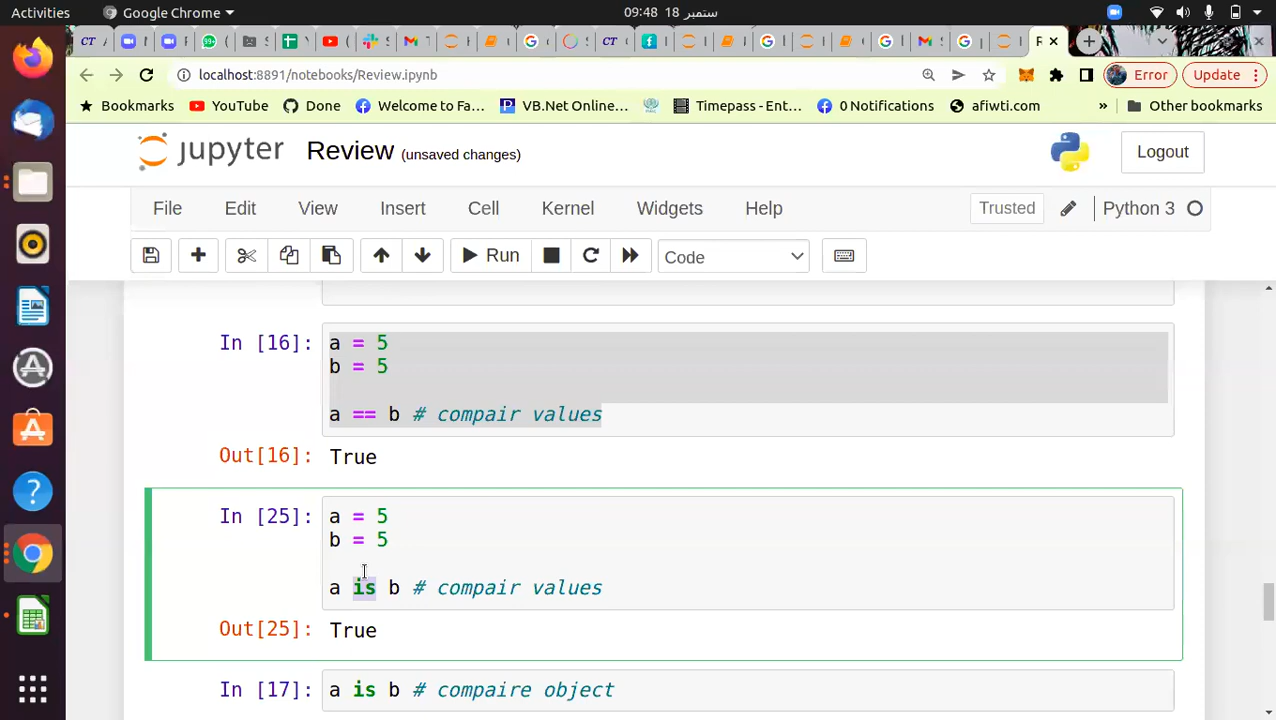 Activities
Google Chrome
09:48 18 ستمبر
CT
localhost:8891/notebooks/Review.ipynb
Error
Update
Bookmarks
YouTube
Done
Welcome to Fa...
VB.Net Online...
Timepass - Ent...
0 Notifications
afiwti.com
»
Other bookmarks
jupyter
Review (unsaved changes)
Logout
File
Edit
View
Insert
Cell
Kernel
Widgets
Help
Trusted
Python 3
Run
Code
In [16]:
a = 5
b = 5
a == b # compair values
Out[16]:
True
In [25]:
a = 5
b = 5
a is b # compair values
Out[25]:
True
In [17]:
a is b # compaire object